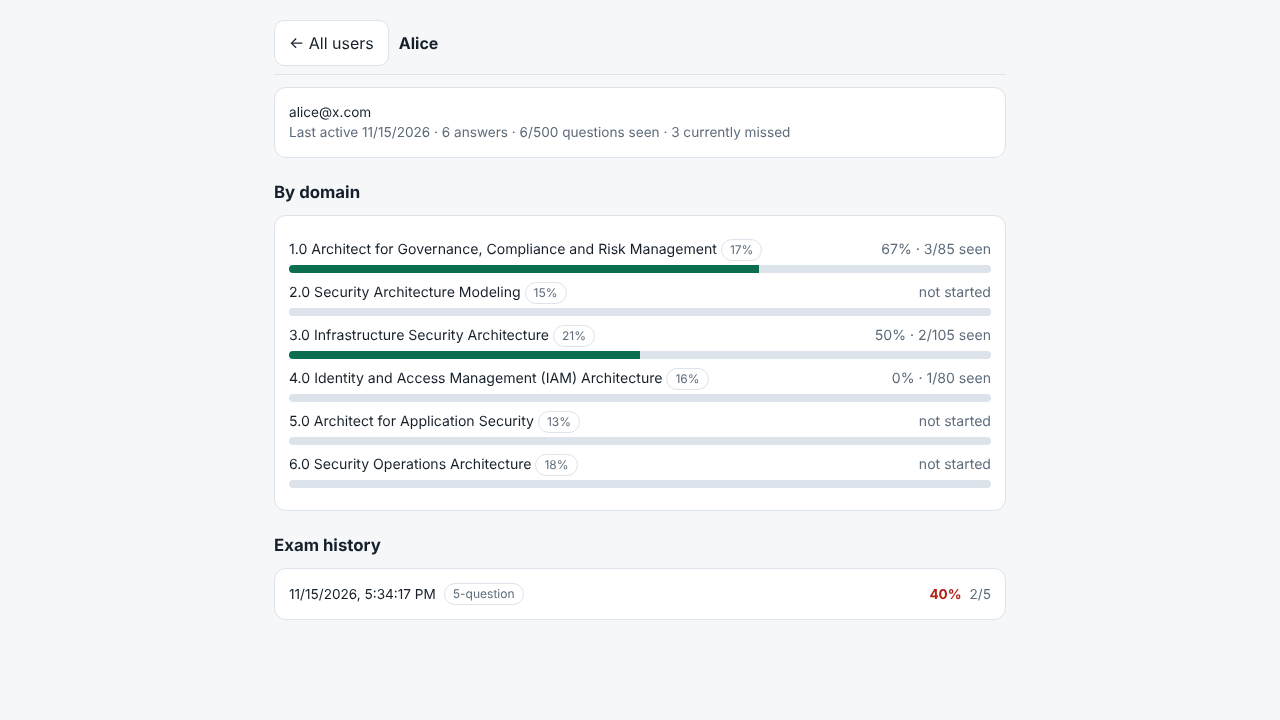 ← All users Alice
alice@x.com
Last active 11/15/2026 · 6 answers · 6/500 questions seen · 3 currently missed
By domain
1.0 Architect for Governance, Compliance and Risk Management 17% 67% · 3/85 seen
2.0 Security Architecture Modeling 15% not started
3.0 Infrastructure Security Architecture 21% 50% · 2/105 seen
4.0 Identity and Access Management (IAM) Architecture 16% 0% · 1/80 seen
5.0 Architect for Application Security 13% not started
6.0 Security Operations Architecture 18% not started
Exam history
11/15/2026, 5:34:17 PM 5-question 40% 2/5